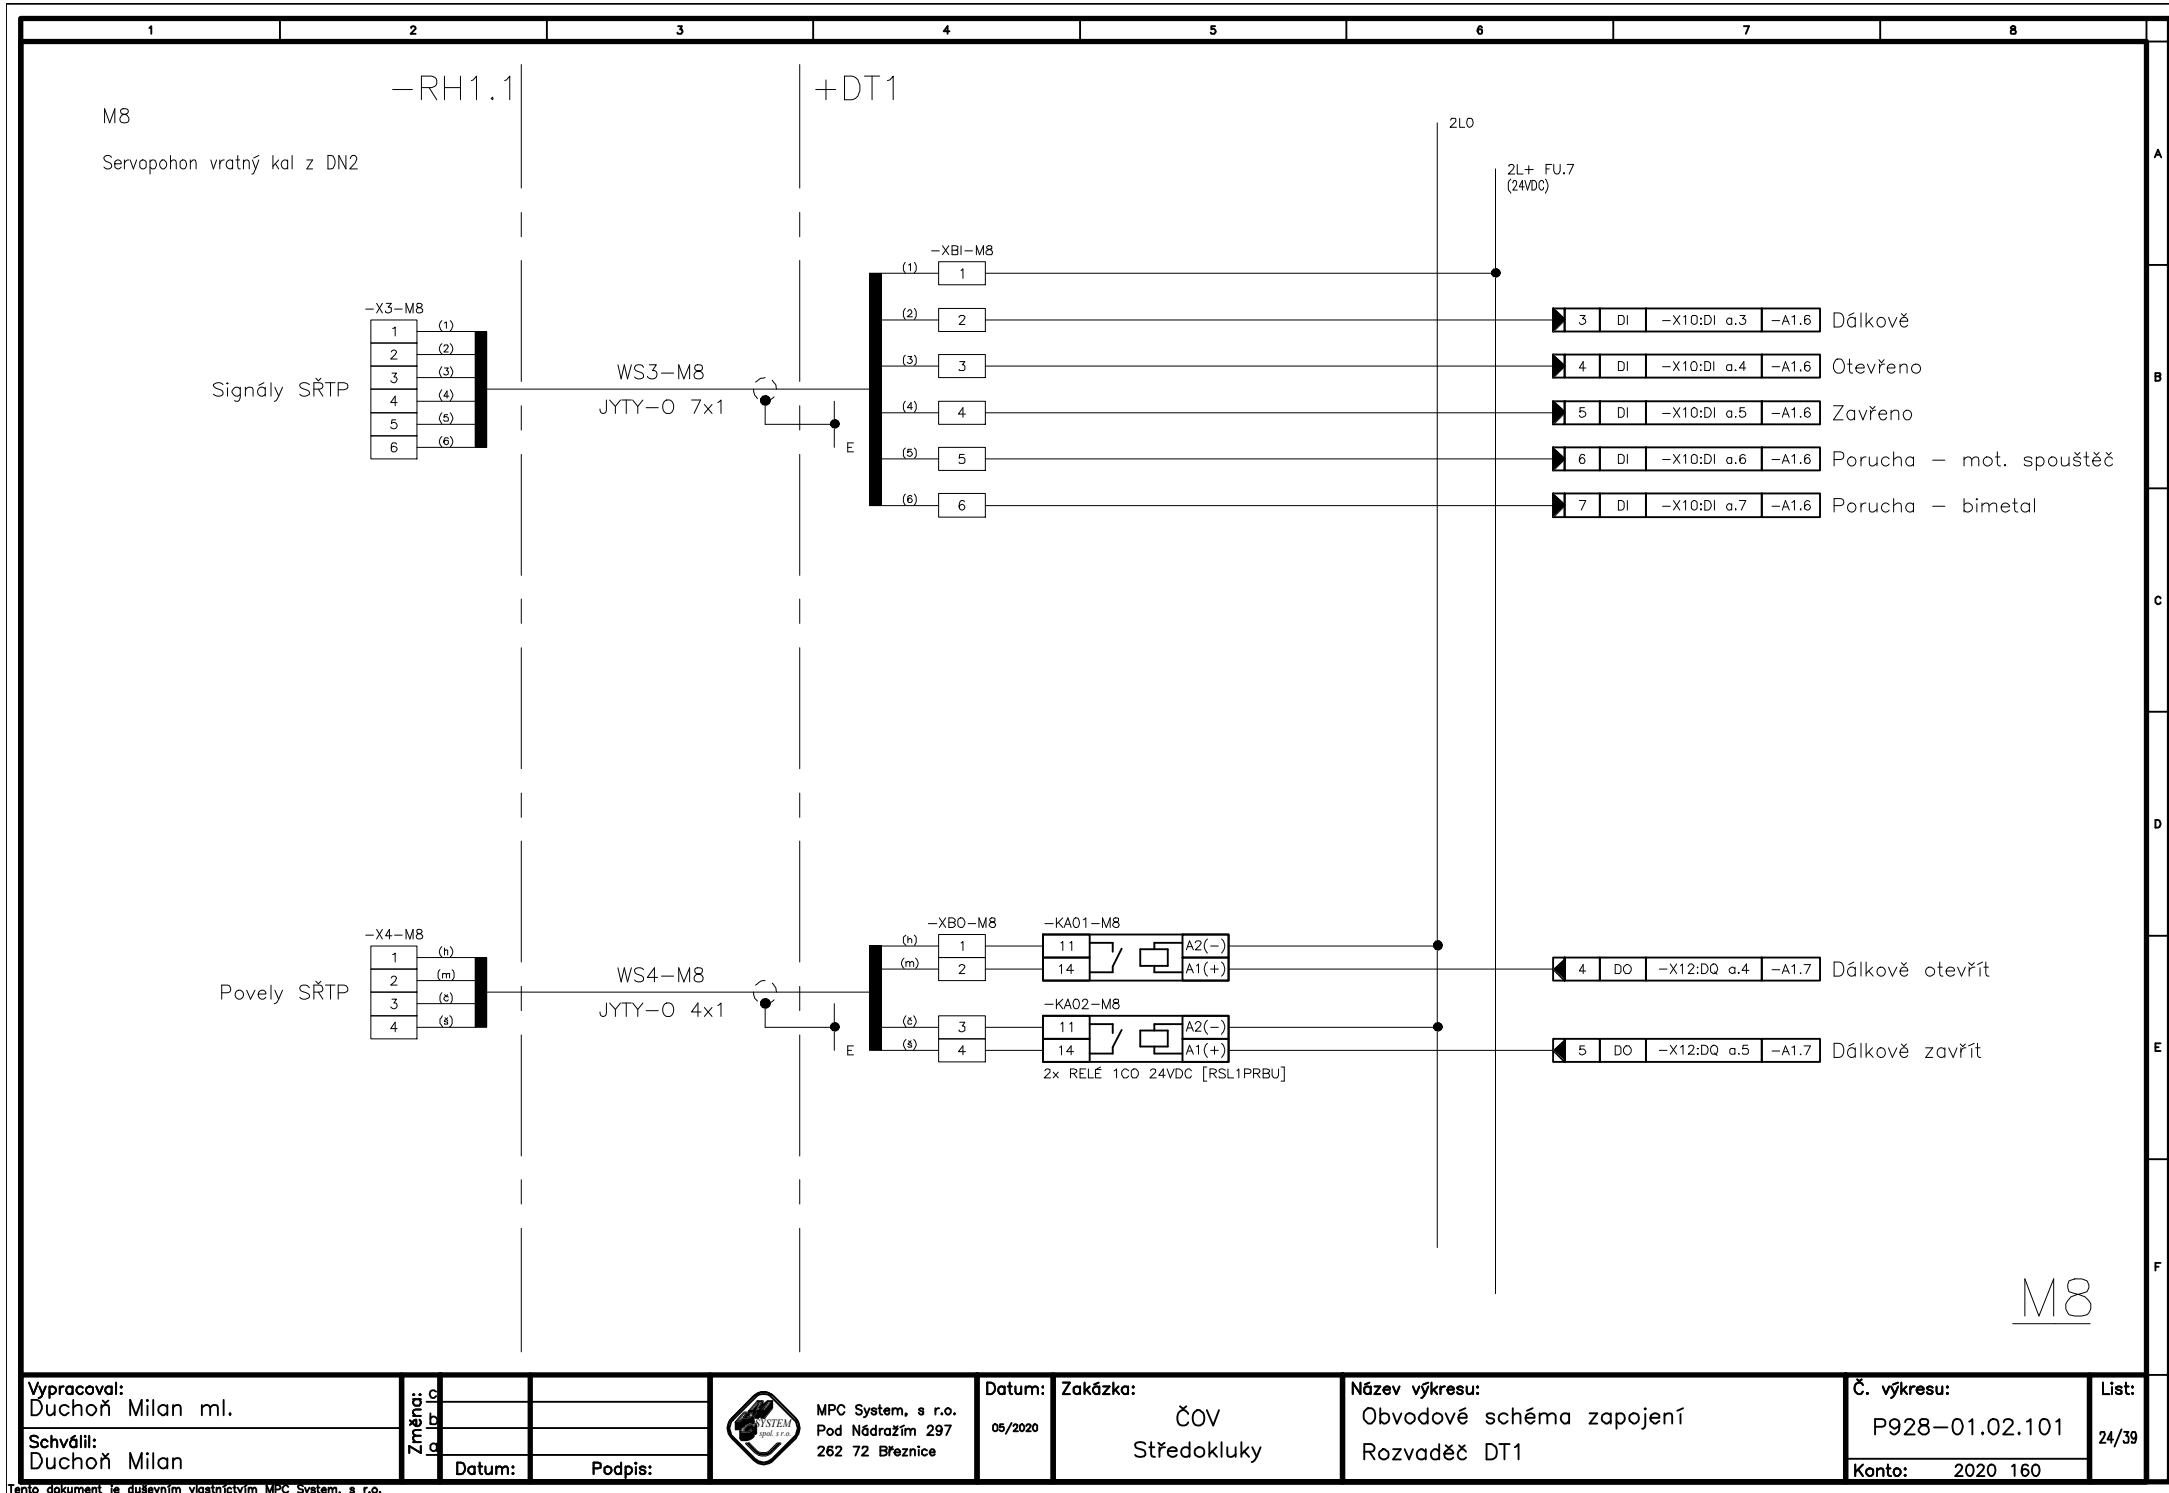 1 2 3 4 5 6 7 8
-RH1.1 +DT1
M8
Servopohon vratný kal z DN2
2L0
2L+ FU.7
(24VDC)
A
B
C
D
E
F
-X3-M8
Signály SŘTP
1 (1)
2 (2)
3 (3)
4 (4)
5 (5)
6 (6)
WS3-M8
JYTY-O 7x1
E
-XBI-M8
(1) 1
(2) 2 3 DI -X10:DI a.3 -A1.6 Dálkově
(3) 3 4 DI -X10:DI a.4 -A1.6 Otevřeno
(4) 4 5 DI -X10:DI a.5 -A1.6 Zavřeno
(5) 5 6 DI -X10:DI a.6 -A1.6 Porucha - mot. spouštěč
(6) 6 7 DI -X10:DI a.7 -A1.6 Porucha - bimetal
-X4-M8
Povely SŘTP
1 (h)
2 (m)
3 (č)
4 (š)
WS4-M8
JYTY-O 4x1
E
-XBO-M8 -KA01-M8
(h) 1 11 A2(-)
(m) 2 14 A1(+) 4 DO -X12:DQ a.4 -A1.7 Dálkově otevřít
-KA02-M8
(č) 3 11 A2(-)
(š) 4 14 A1(+) 5 DO -X12:DQ a.5 -A1.7 Dálkově zavřít
2x RELÉ 1CO 24VDC [RSL1PRBU]
M8
Vypracoval:
Duchoň Milan ml.
Schválil:
Duchoň Milan
Změna:
c
b
a
Datum: Podpis:
SYSTEM
spol. s r.o.
MPC System, s r.o.
Pod Nádražím 297
262 72 Březnice
Datum:
05/2020
Zakázka:
ČOV
Středokluky
Název výkresu:
Obvodové schéma zapojení
Rozvaděč DT1
Č. výkresu:
P928-01.02.101
Konto: 2020 160
List:
24/39
Tento dokument je duševním vlastnictvím MPC System, s r.o.